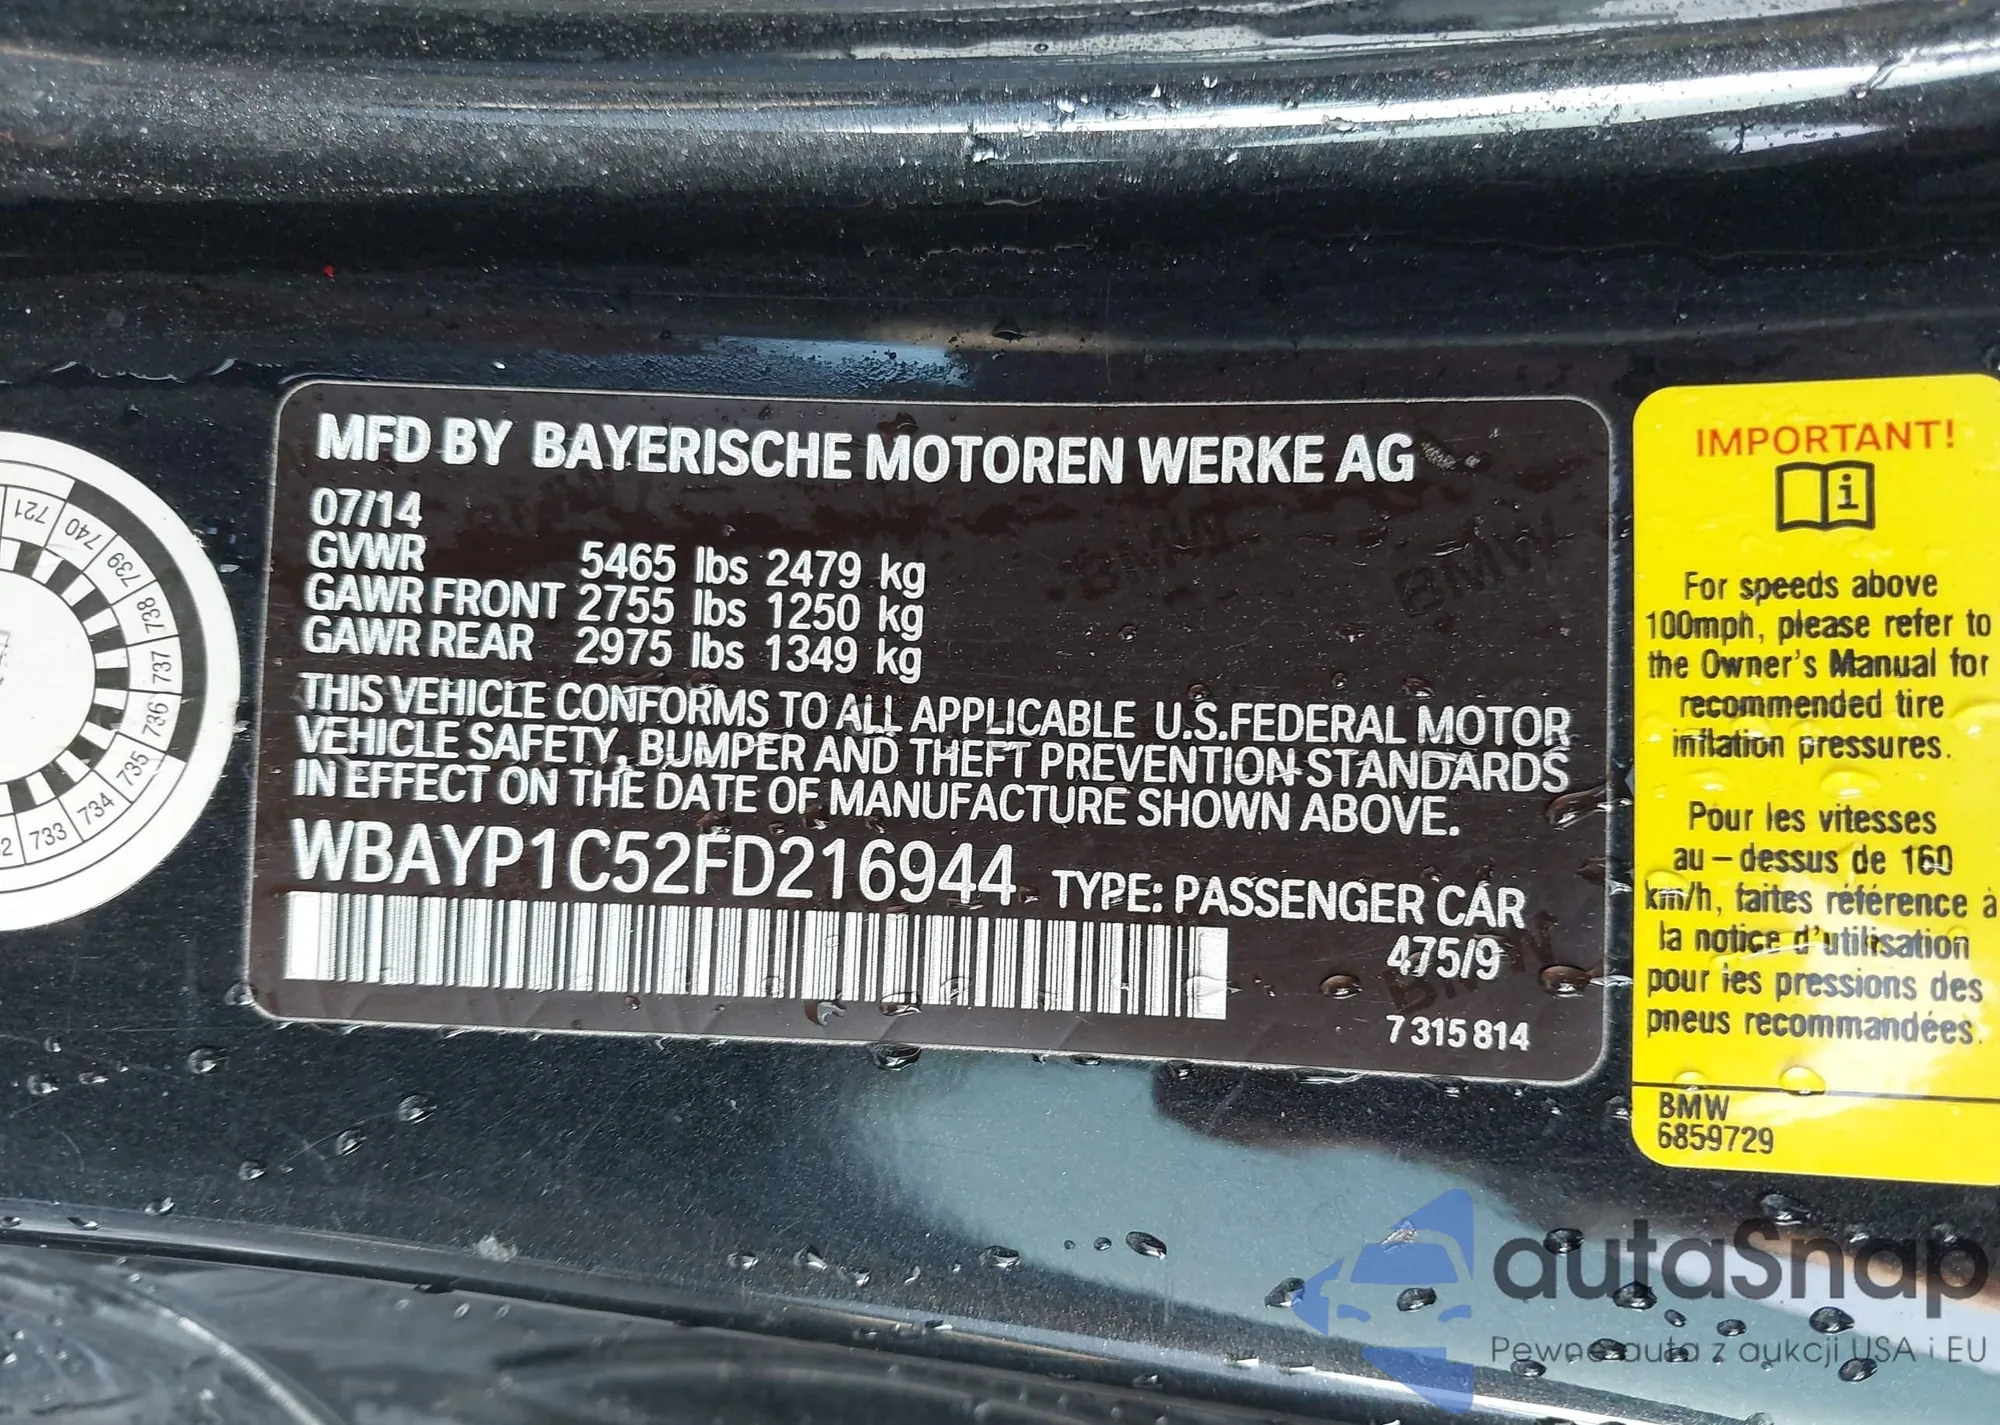 MFD BY BAYERISCHE MOTOREN WERKE AG
07/14
GVWR 5465 lbs 2479 kg
GAWR FRONT 2755 lbs 1250 kg
GAWR REAR 2975 lbs 1349 kg
THIS VEHICLE CONFORMS TO ALL APPLICABLE U.S.FEDERAL MOTOR
VEHICLE SAFETY, BUMPER AND THEFT PREVENTION STANDARDS
IN EFFECT ON THE DATE OF MANUFACTURE SHOWN ABOVE.
WBAYP1C52FD216944 TYPE: PASSENGER CAR
475/9
7 315 814
721
740
739
738
737
736
735
734
733
IMPORTANT!
For speeds above
100mph, please refer to
the Owner's Manual for
recommended tire
inflation pressures.
Pour les vitesses
au - dessus de 160
km/h, faites référence à
la notice d'utilisation
pour les pressions des
pneus recommandées.
BMW
6859729
autaSnap
Pewne auta z aukcji USA i EU